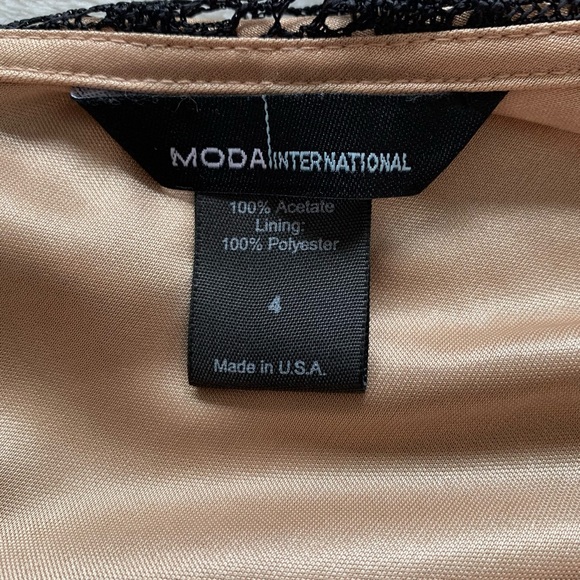 MODA INTERNATIONAL
100% Acetate
Lining:
100% Polyester
4
Made in U.S.A.